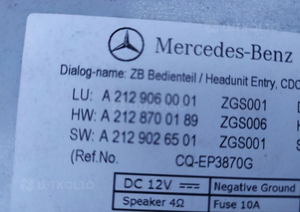 Mercedes-Benz
Dialog-name: ZB Bedienteil / Headunit Entry, CDC
LU: A 212 906 00 01 ZGS001
HW: A 212 870 01 89 ZGS006
SW: A 212 902 65 01 ZGS001
(Ref.No. CQ-EP3870G
DC 12V Negative Ground
Speaker 4Ω Fuse 10A